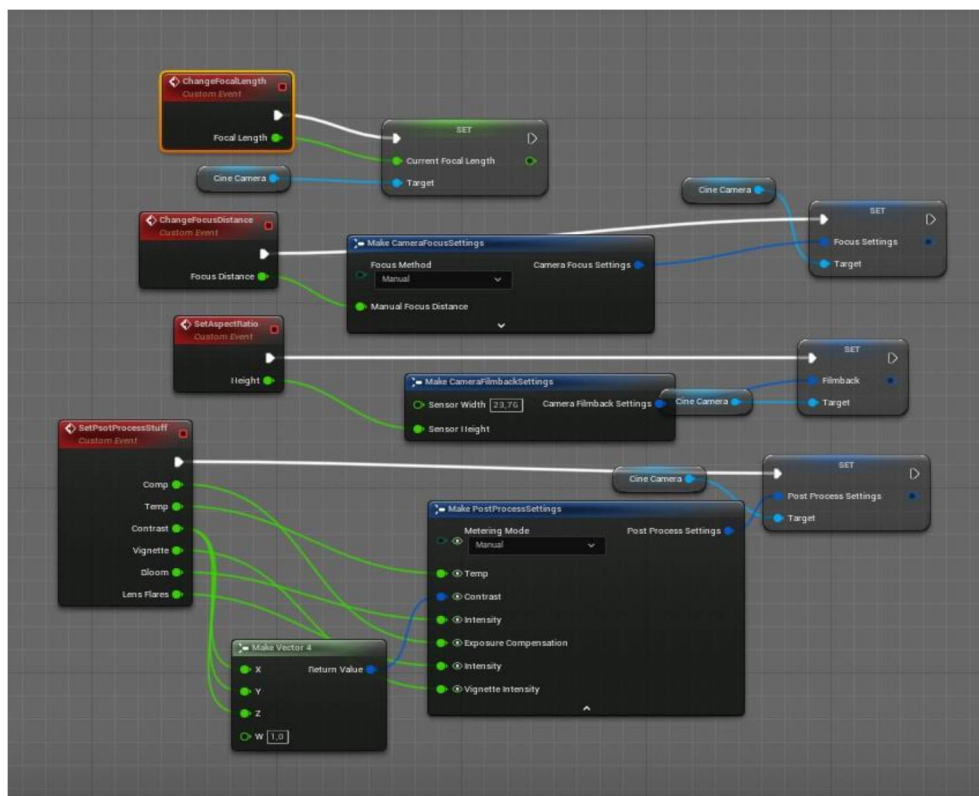 ChangeFocalLength
Custom Event
Focal Length
SET
Current Focal Length
Target
Cine Camera
Cine Camera
ChangeFocusDistance
Custom Event
Focus Distance
Make CameraFocusSettings
Focus Method
Manual
Camera Focus Settings
Manual Focus Distance
SET
Focus Settings
Target
SetAspectRatio
Custom Event
Height
Make CameraFilmbackSettings
Sensor Width 23,76
Camera Filmback Settings
Sensor Height
Cine Camera
SET
Filmback
Target
SetPsotProcessStuff
Custom Event
Comp
Temp
Contrast
Vignette
Bloom
Lens Flares
Cine Camera
SET
Post Process Settings
Target
Make PostProcessSettings
Metering Mode
Manual
Post Process Settings
Temp
Contrast
Intensity
Exposure Compensation
Intensity
Vignette Intensity
Make Vector 4
X
Return Value
Y
Z
W 1,0